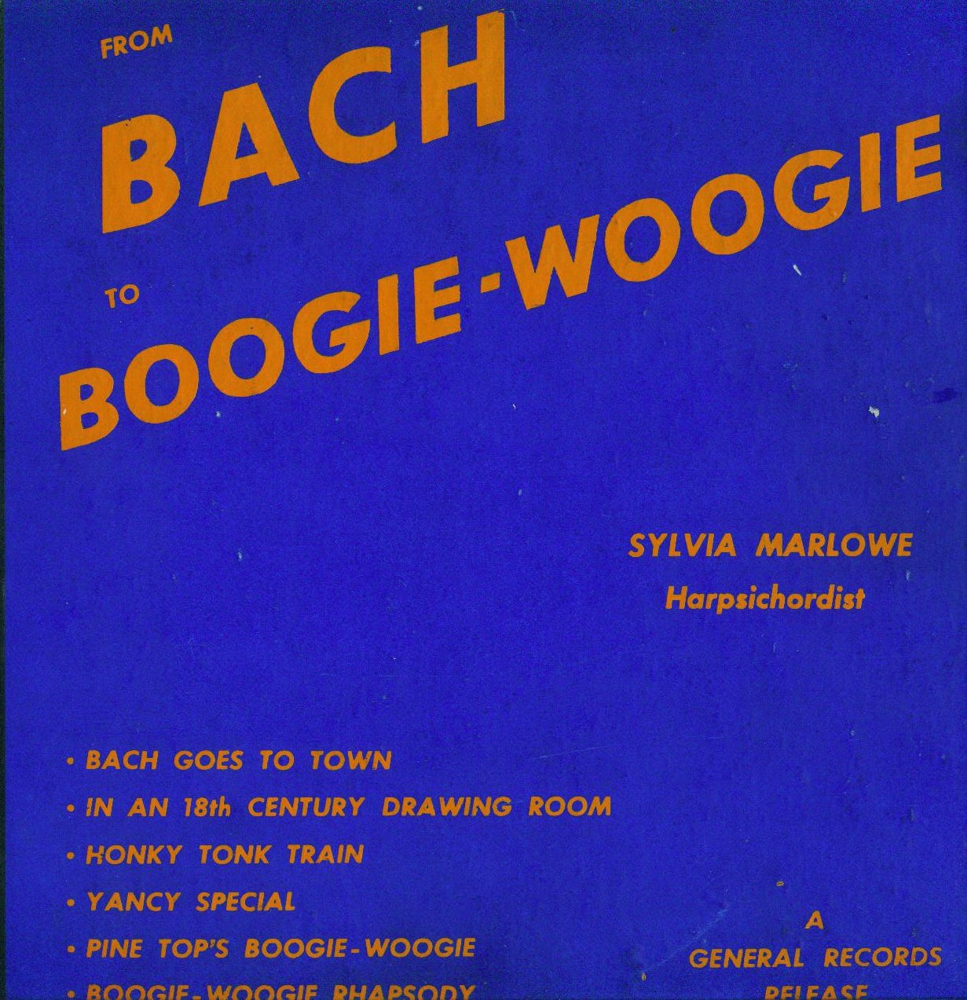 FROM
BACH
TO
BOOGIE-WOOGIE
SYLVIA MARLOWE
Harpsichordist
• BACH GOES TO TOWN
• IN AN 18th CENTURY DRAWING ROOM
• HONKY TONK TRAIN
• YANCY SPECIAL
• PINE TOP'S BOOGIE-WOOGIE
• BOOGIE-WOOGIE RHAPSODY
A
GENERAL RECORDS
RELEASE